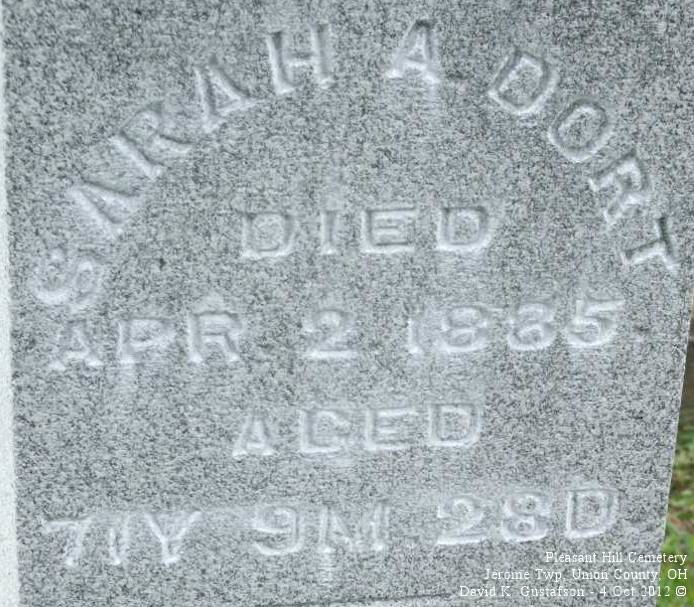 SARAH A DORT
DIED
APR 2 1885
AGED
71Y 9M 28D
Pleasant Hill Cemetery
Jerome Twp, Union County, OH
David K. Gustafson - 4 Oct 2012 ©